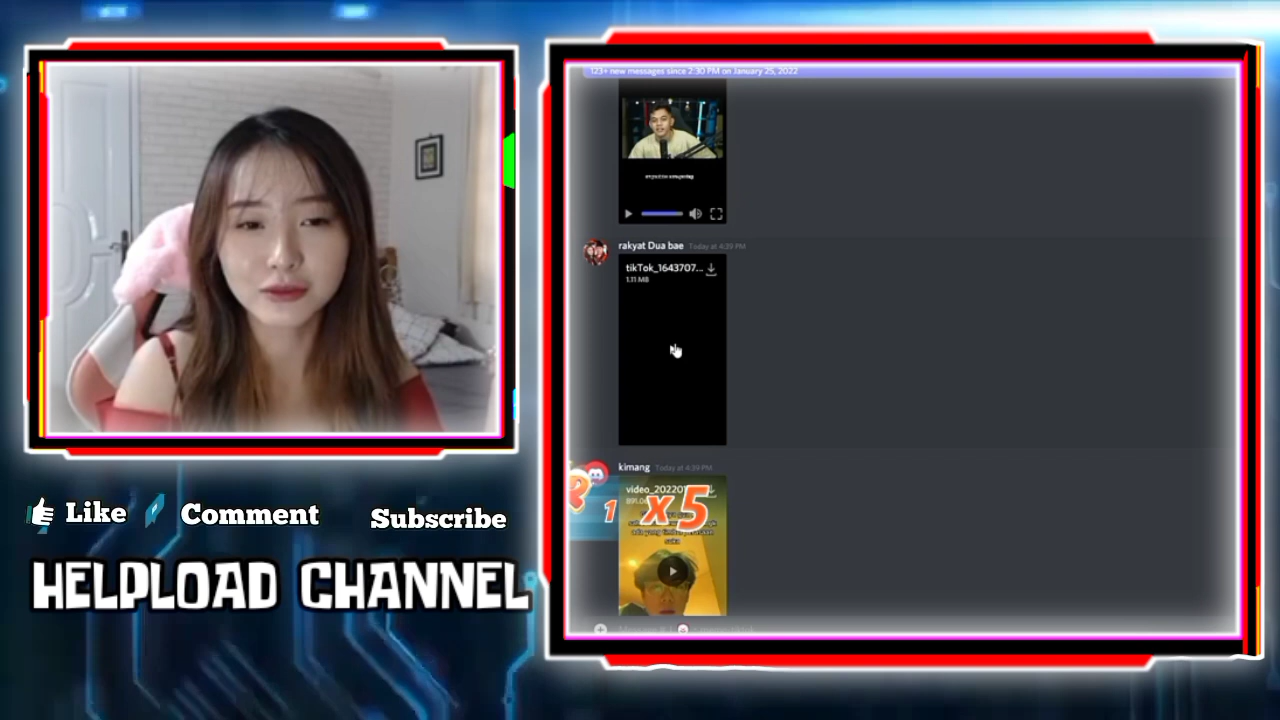 123+ new messages since 2:30 PM on January 25, 2022
rakyat Dua bae Today at 4:39 PM
tikTok_1643707...
1.11 MB
kimang Today at 4:39 PM
R 1 x5
Like Comment Subscribe
HELPLOAD CHANNEL